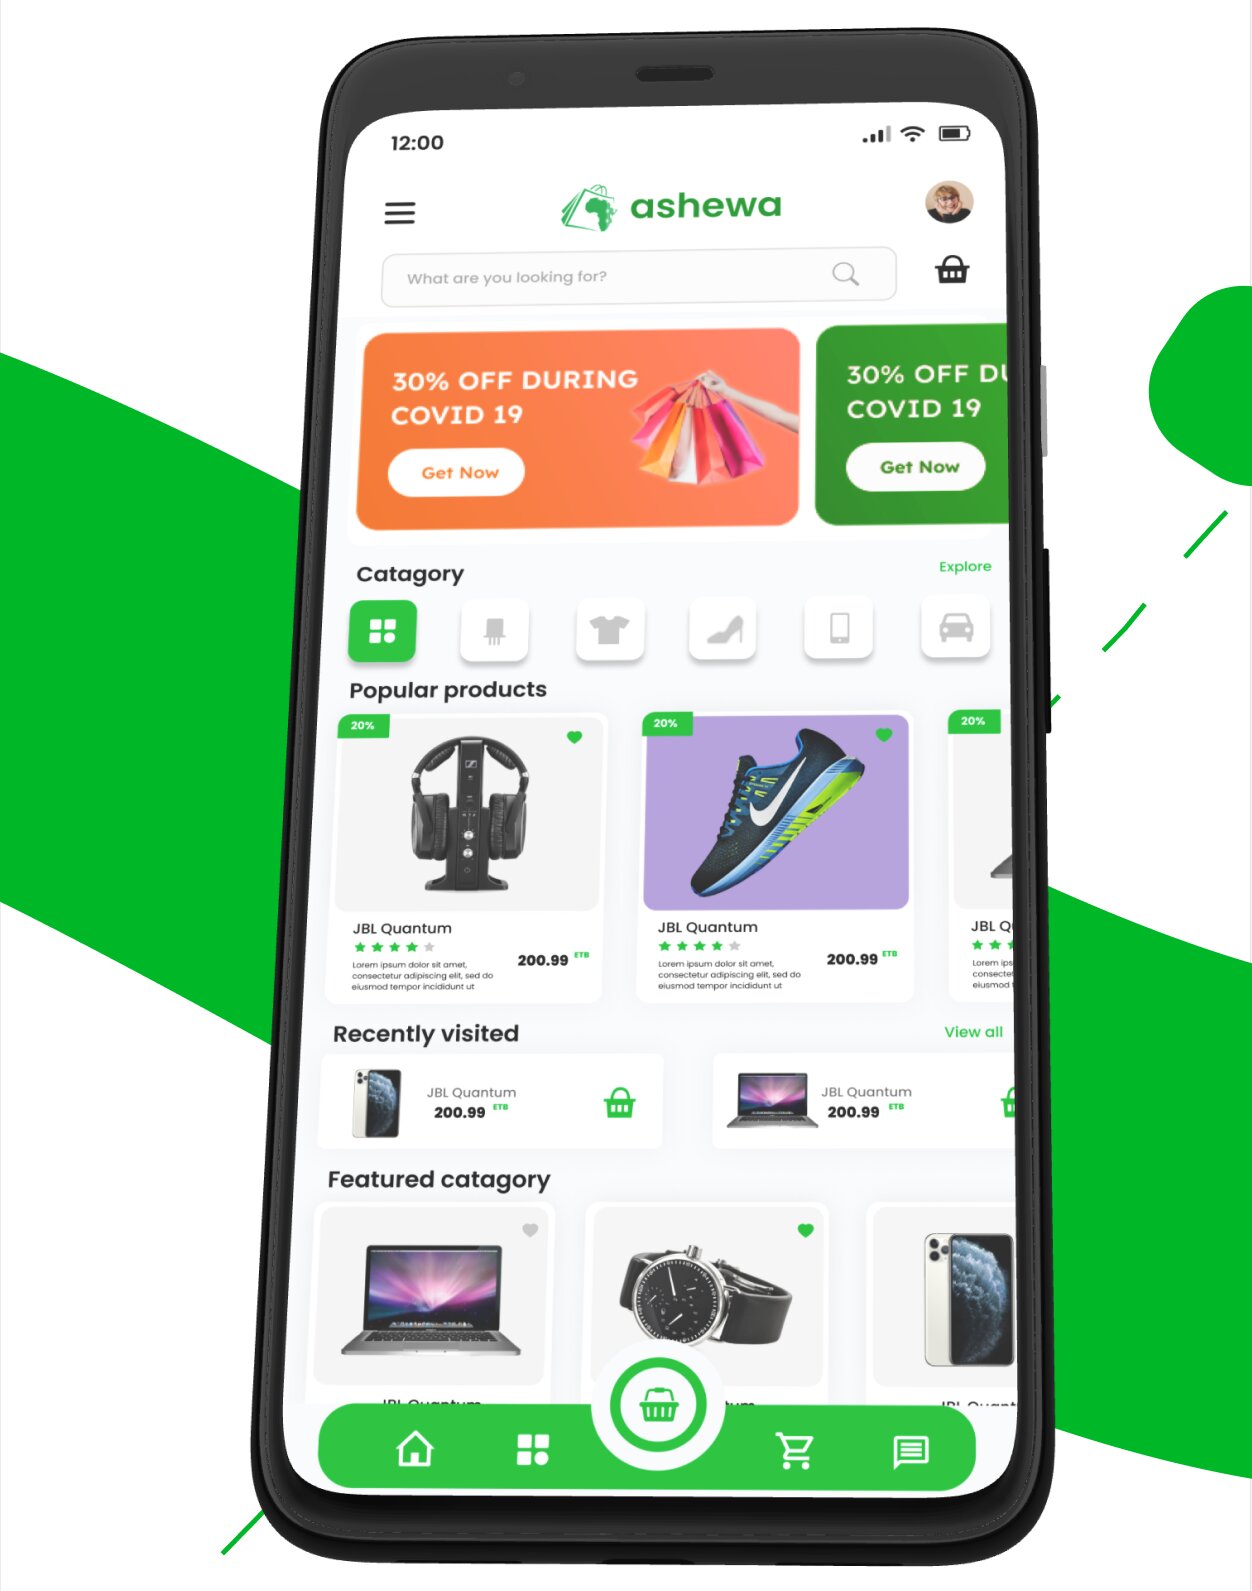 12:00
ashewa
What are you looking for?
30% OFF DURING
COVID 19
Get Now
30% OFF DU
COVID 19
Get Now
Catagory
Explore
Popular products
20%
20%
20%
JBL Quantum
Lorem ipsum dolor sit amet,
consectetur adipiscing elit, sed do
eiusmod tempor incididunt ut
200.99 ETB
JBL Quantum
Lorem ipsum dolor sit amet,
consectetur adipiscing elit, sed do
eiusmod tempor incididunt ut
200.99 ETB
JBL Q
Lorem ips
consectet
eiusmod
Recently visited
View all
JBL Quantum
200.99 ETB
JBL Quantum
200.99 ETB
Featured catagory
JBL Quantum